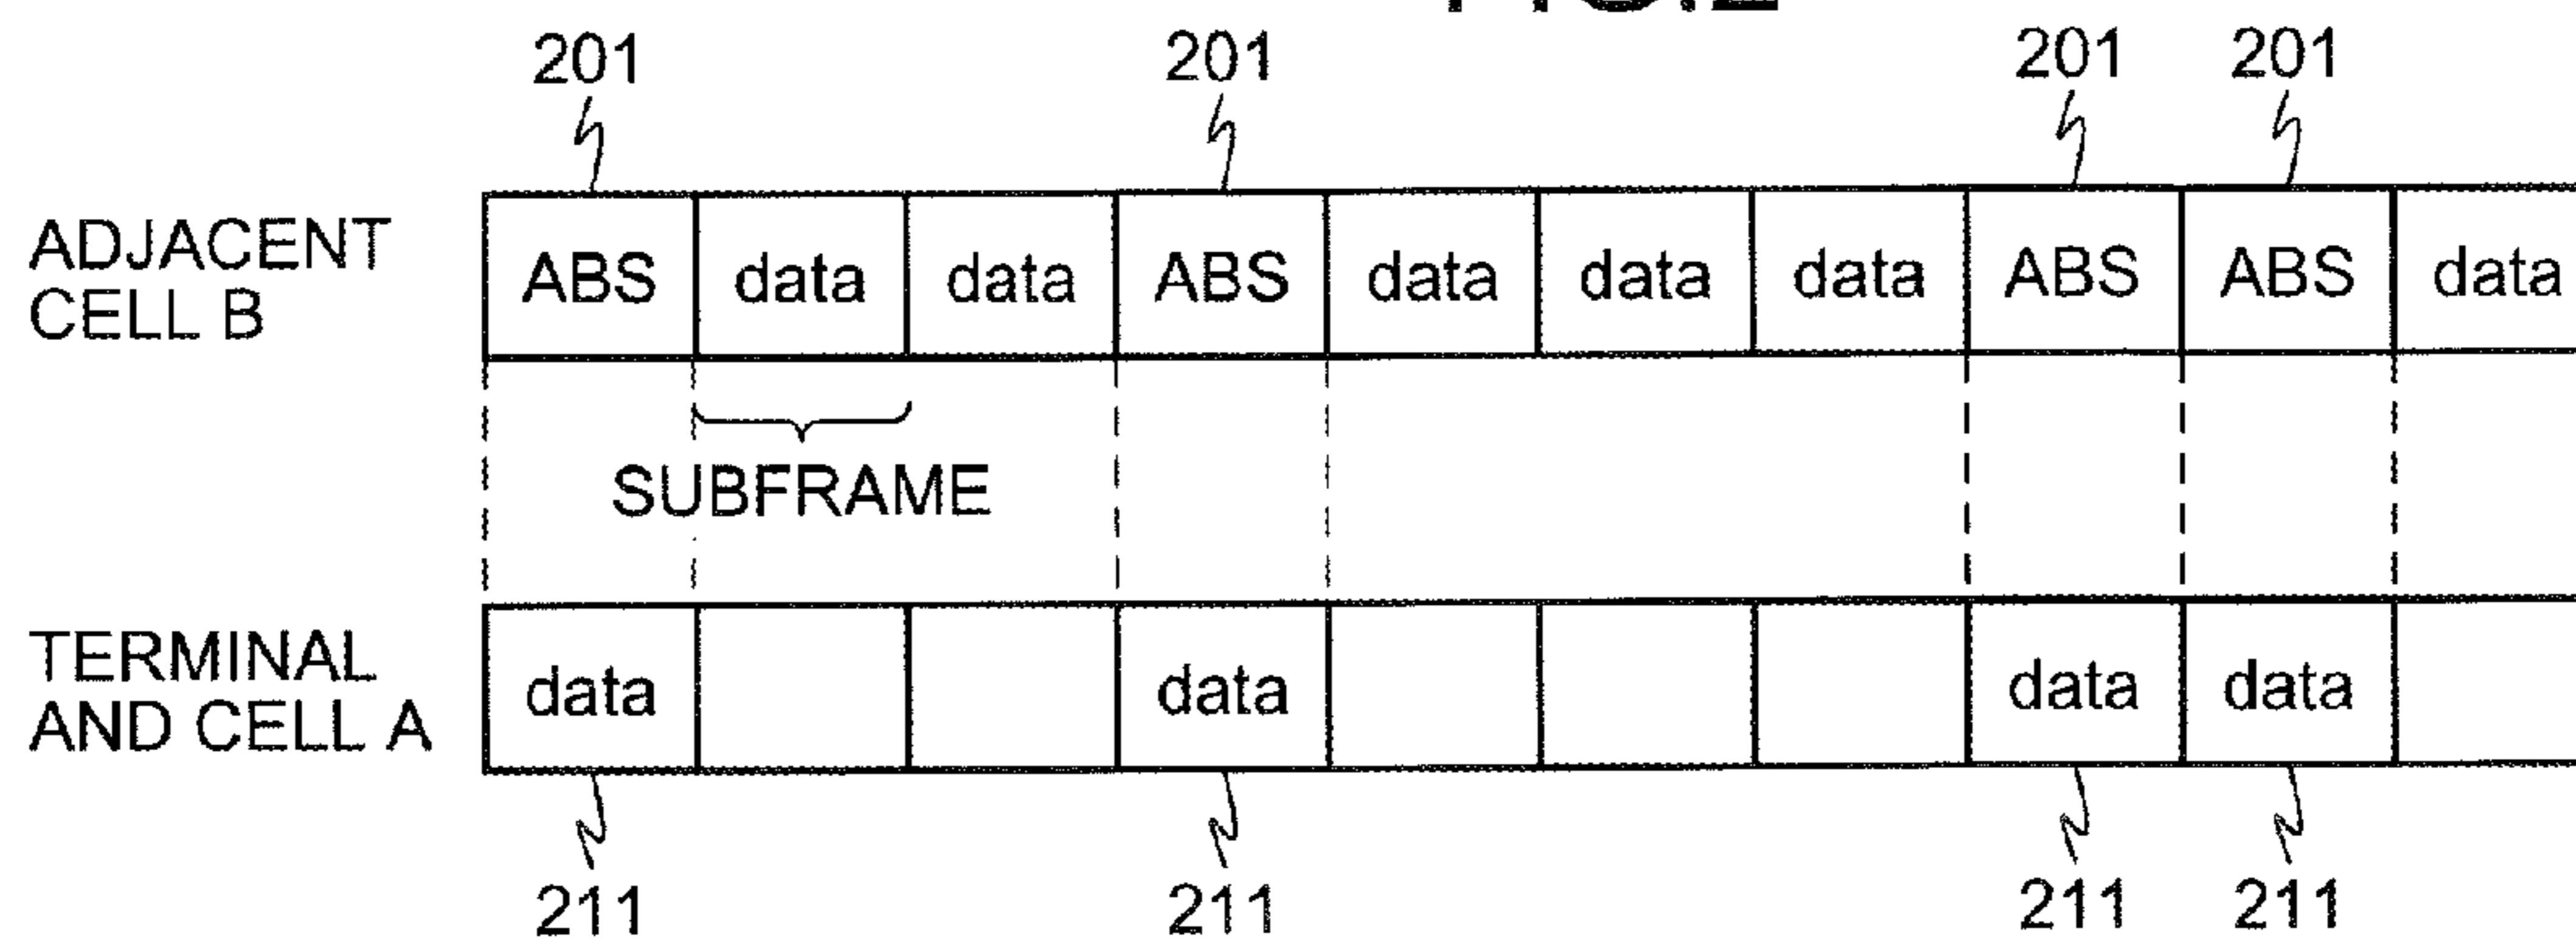 201 201 201 201
ADJACENT
CELL B
ABS data data ABS data data data ABS ABS data
SUBFRAME
TERMINAL
AND CELL A
data data data data
211 211 211 211